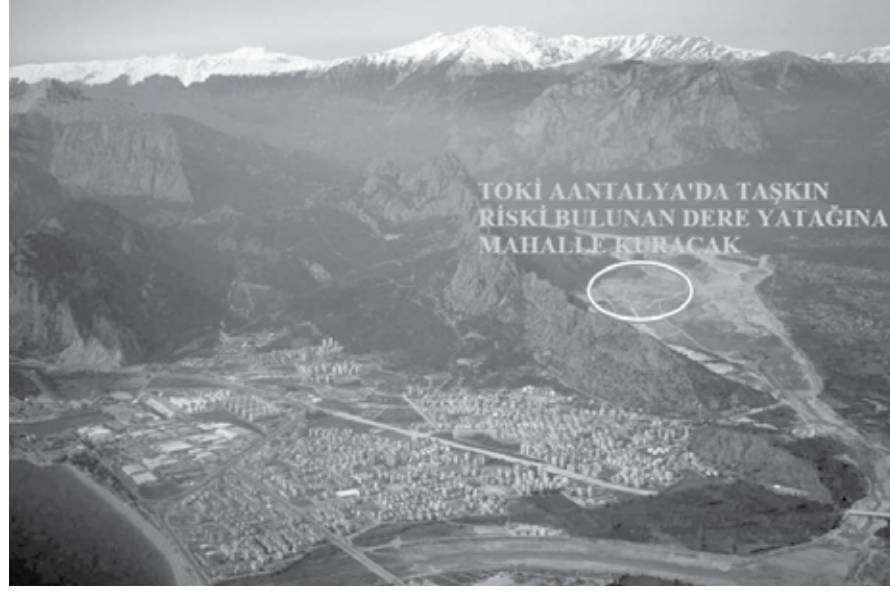 TOKİ AANTALYA'DA TAŞKIN
RİSKİ BULUNAN DERE YATAĞINA
MAHALLE KURACAK